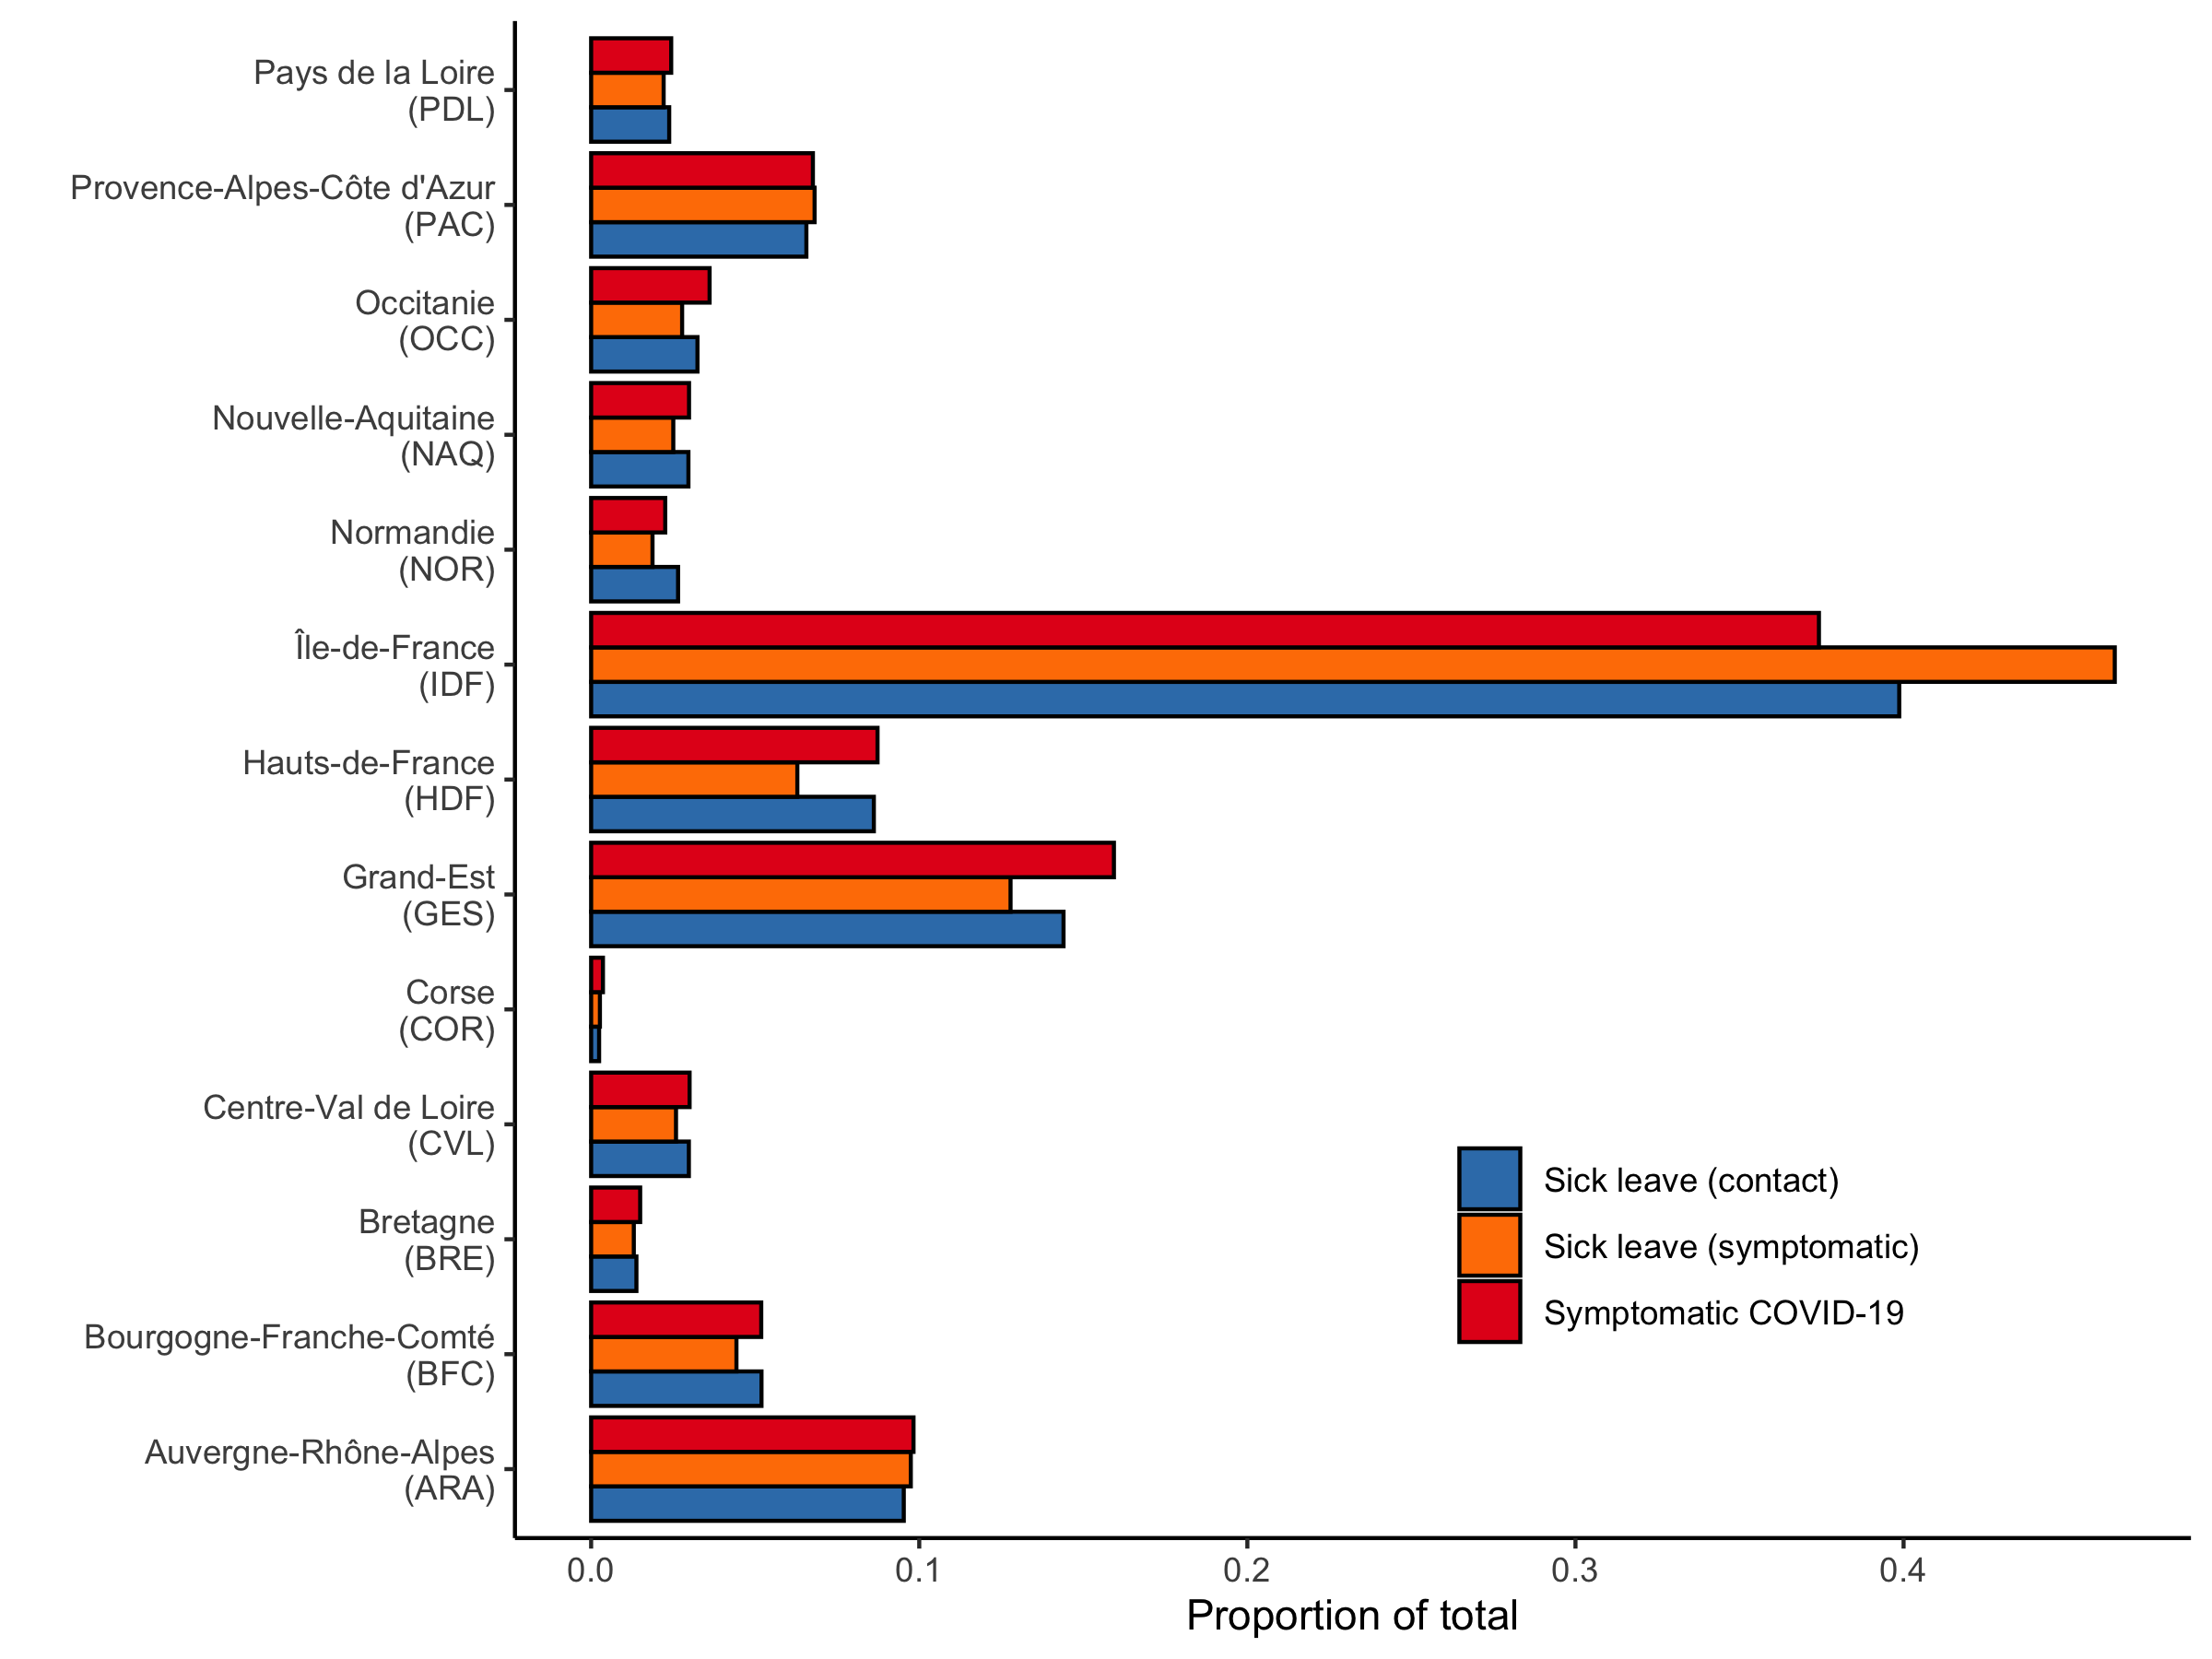 Pays de la Loire
(PDL)
Provence-Alpes-Côte d'Azur
(PAC)
Occitanie
(OCC)
Nouvelle-Aquitaine
(NAQ)
Normandie
(NOR)
Île-de-France
(IDF)
Hauts-de-France
(HDF)
Grand-Est
(GES)
Corse
(COR)
Centre-Val de Loire
(CVL)
Bretagne
(BRE)
Bourgogne-Franche-Comté
(BFC)
Auvergne-Rhône-Alpes
(ARA)
Sick leave (contact)
Sick leave (symptomatic)
Symptomatic COVID-19
0.0 0.1 0.2 0.3 0.4
Proportion of total